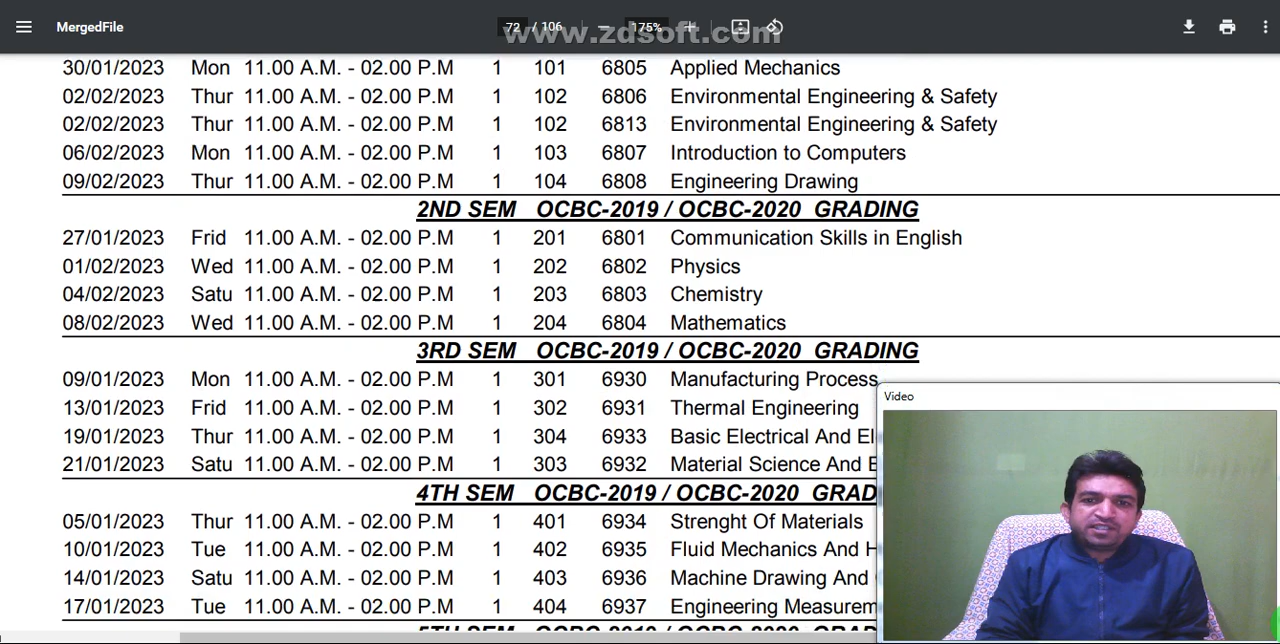 MergedFile
72 / 106
175%
www.zdsoft.com
30/01/2023 Mon 11.00 A.M. - 02.00 P.M 1 101 6805 Applied Mechanics
02/02/2023 Thur 11.00 A.M. - 02.00 P.M 1 102 6806 Environmental Engineering & Safety
02/02/2023 Thur 11.00 A.M. - 02.00 P.M 1 102 6813 Environmental Engineering & Safety
06/02/2023 Mon 11.00 A.M. - 02.00 P.M 1 103 6807 Introduction to Computers
09/02/2023 Thur 11.00 A.M. - 02.00 P.M 1 104 6808 Engineering Drawing
2ND SEM OCBC-2019 / OCBC-2020 GRADING
27/01/2023 Frid 11.00 A.M. - 02.00 P.M 1 201 6801 Communication Skills in English
01/02/2023 Wed 11.00 A.M. - 02.00 P.M 1 202 6802 Physics
04/02/2023 Satu 11.00 A.M. - 02.00 P.M 1 203 6803 Chemistry
08/02/2023 Wed 11.00 A.M. - 02.00 P.M 1 204 6804 Mathematics
3RD SEM OCBC-2019 / OCBC-2020 GRADING
09/01/2023 Mon 11.00 A.M. - 02.00 P.M 1 301 6930 Manufacturing Process
13/01/2023 Frid 11.00 A.M. - 02.00 P.M 1 302 6931 Thermal Engineering
19/01/2023 Thur 11.00 A.M. - 02.00 P.M 1 304 6933 Basic Electrical And El
21/01/2023 Satu 11.00 A.M. - 02.00 P.M 1 303 6932 Material Science And E
4TH SEM OCBC-2019 / OCBC-2020 GRAD
05/01/2023 Thur 11.00 A.M. - 02.00 P.M 1 401 6934 Strenght Of Materials
10/01/2023 Tue 11.00 A.M. - 02.00 P.M 1 402 6935 Fluid Mechanics And H
14/01/2023 Satu 11.00 A.M. - 02.00 P.M 1 403 6936 Machine Drawing And
17/01/2023 Tue 11.00 A.M. - 02.00 P.M 1 404 6937 Engineering Measurem
Video